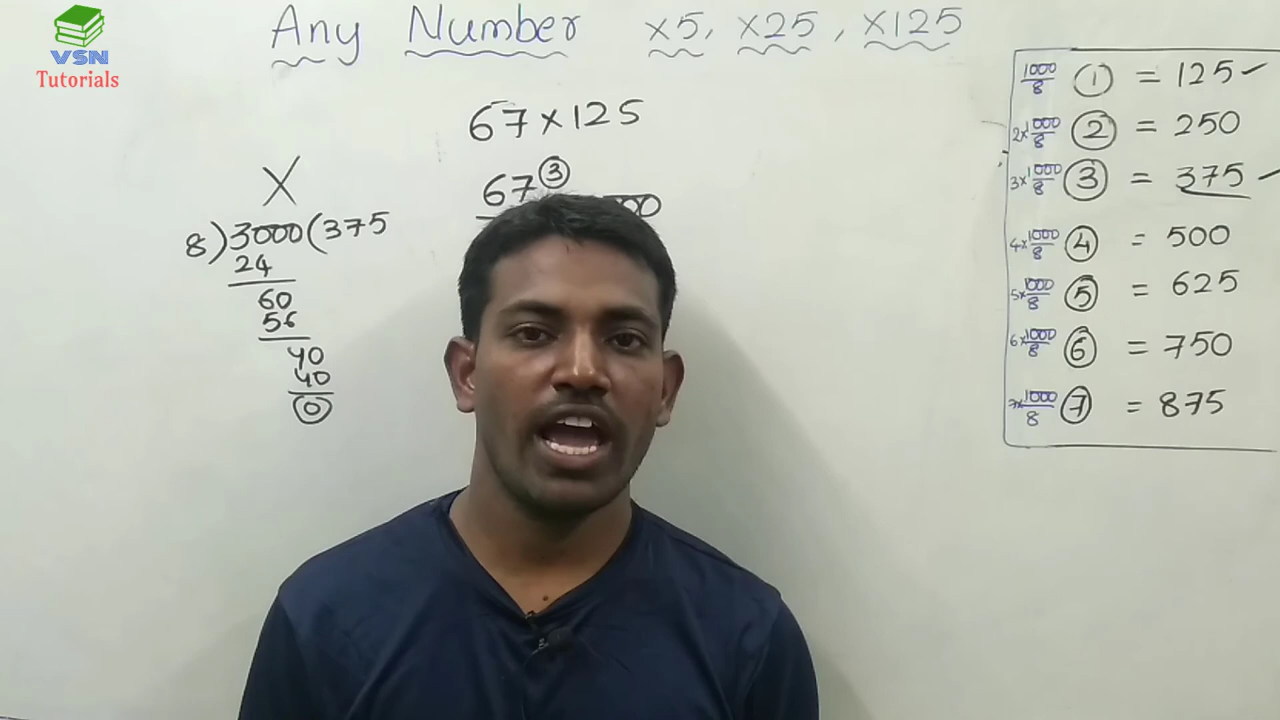 VSN
Tutorials
Any Number ×5, ×25, ×125
67×125
67③
X
8)3000(375
24
60
56
40
40
0
1000/8 ① = 125 ✓
2×1000/8 ② = 250
3×1000/8 ③ = 375
4×1000/8 ④ = 500
5×1000/8 ⑤ = 625
6×1000/8 ⑥ = 750
7×1000/8 ⑦ = 875